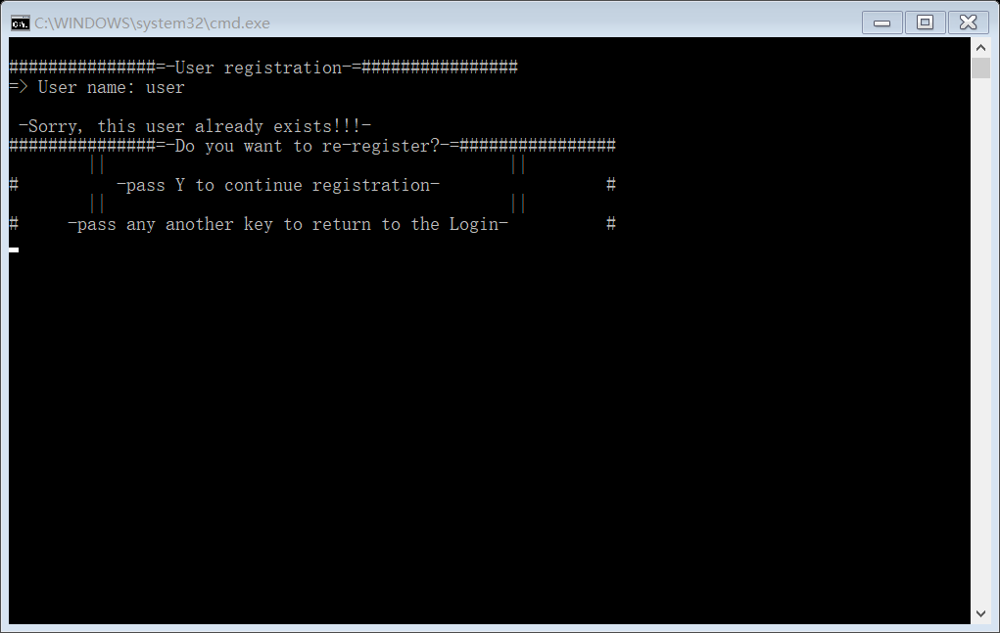 C:\WINDOWS\system32\cmd.exe
###############=-User registration-=################
=> User name: user
-Sorry, this user already exists!!!-
###############=-Do you want to re-register?-=################
|| ||
# -pass Y to continue registration- #
|| ||
# -pass any another key to return to the Login- #